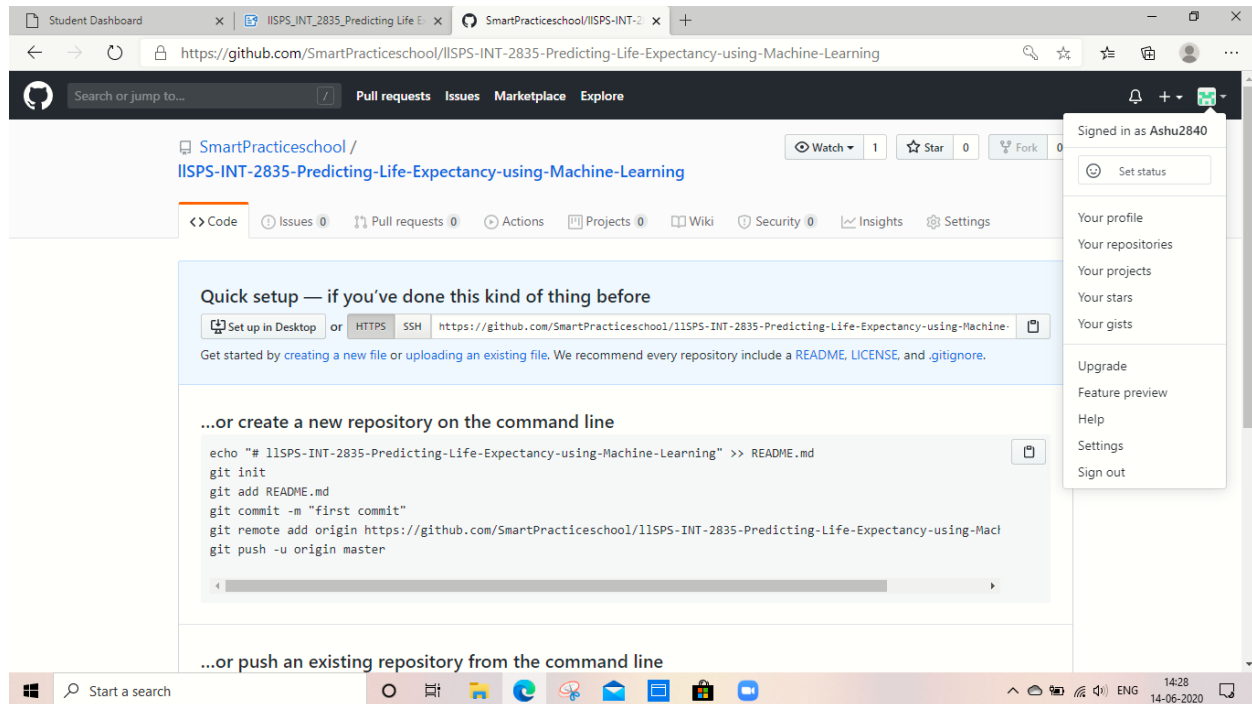 Student Dashboard
IISPS_INT_2835_Predicting Life E
SmartPracticeschool/IISPS-INT-2
https://github.com/SmartPracticeschool/IISPS-INT-2835-Predicting-Life-Expectancy-using-Machine-Learning
Search or jump to...
/
Pull requests Issues Marketplace Explore
Signed in as Ashu2840
SmartPracticeschool /
llSPS-INT-2835-Predicting-Life-Expectancy-using-Machine-Learning
Watch 1 Star 0 Fork 0
Set status
<> Code Issues 0 Pull requests 0 Actions Projects 0 Wiki Security 0 Insights Settings
Your profile
Your repositories
Your projects
Your stars
Your gists
Upgrade
Feature preview
Help
Settings
Sign out
Quick setup — if you've done this kind of thing before
Set up in Desktop or HTTPS SSH https://github.com/SmartPracticeschool/llSPS-INT-2835-Predicting-Life-Expectancy-using-Machine-
Get started by creating a new file or uploading an existing file. We recommend every repository include a README, LICENSE, and .gitignore.
...or create a new repository on the command line
echo "# llSPS-INT-2835-Predicting-Life-Expectancy-using-Machine-Learning" >> README.md
git init
git add README.md
git commit -m "first commit"
git remote add origin https://github.com/SmartPracticeschool/llSPS-INT-2835-Predicting-Life-Expectancy-using-Mach
git push -u origin master
...or push an existing repository from the command line
Start a search
ENG
14:28
14-06-2020